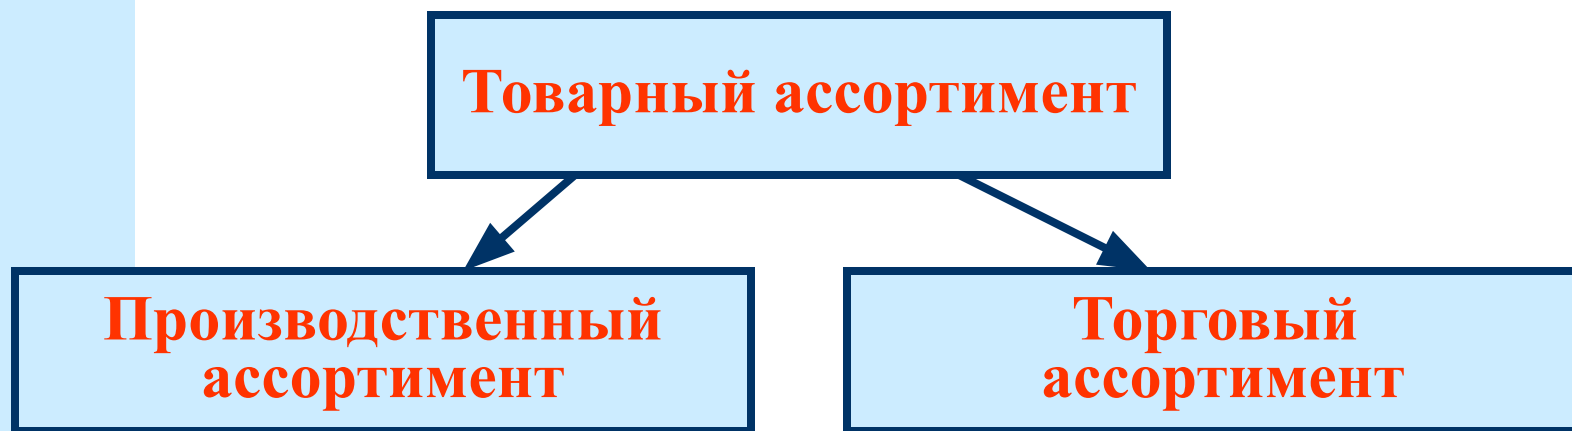 Товарный ассортимент
Производственный
ассортимент
Торговый
ассортимент